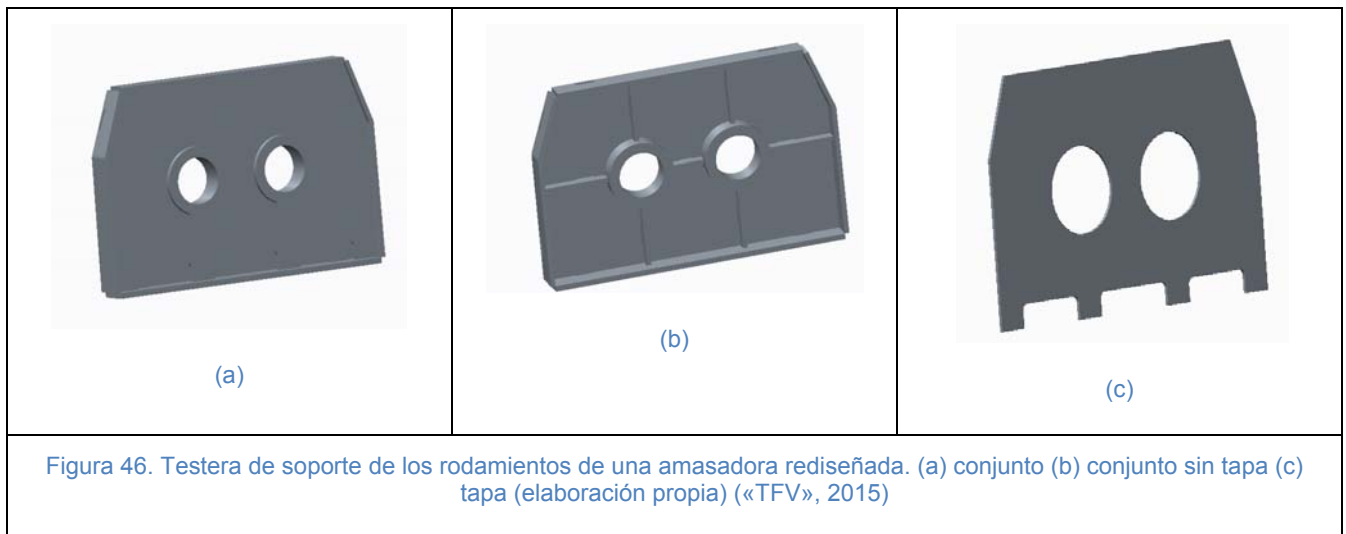 (a)
(b)
(c)
Figura 46. Testera de soporte de los rodamientos de una amasadora rediseñada. (a) conjunto (b) conjunto sin tapa (c)
tapa (elaboración propia) («TFV», 2015)